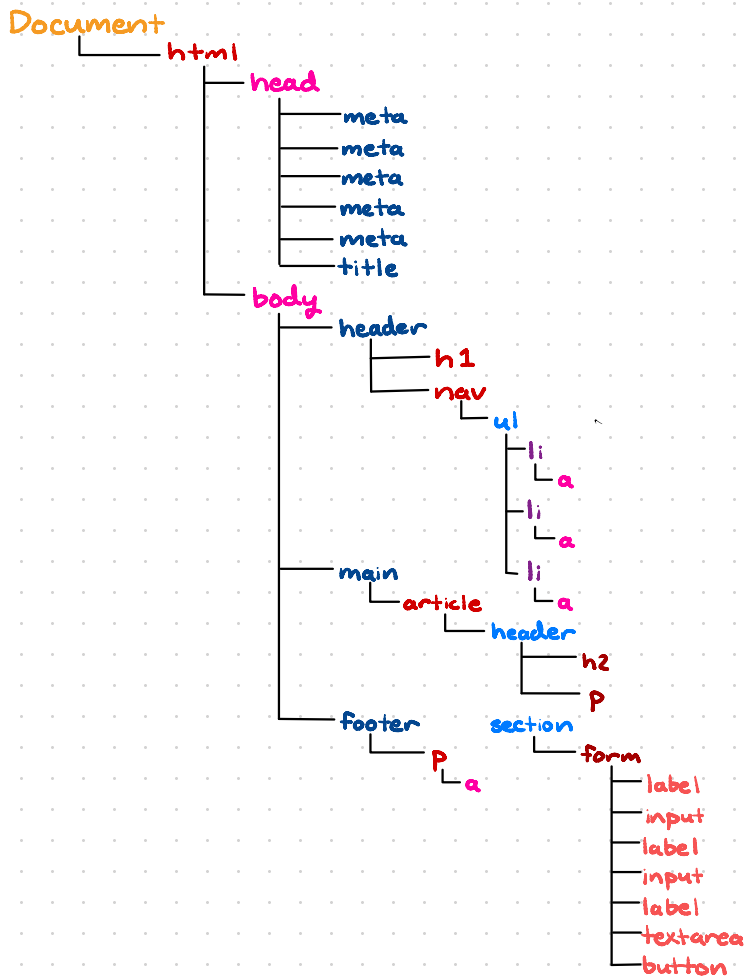 Document
html
head
meta
meta
meta
meta
meta
title
body
header
h1
nav
ul
li
a
li
a
li
a
main
article
header
h2
p
footer
section
p
form
a
label
input
label
input
label
textarea
button